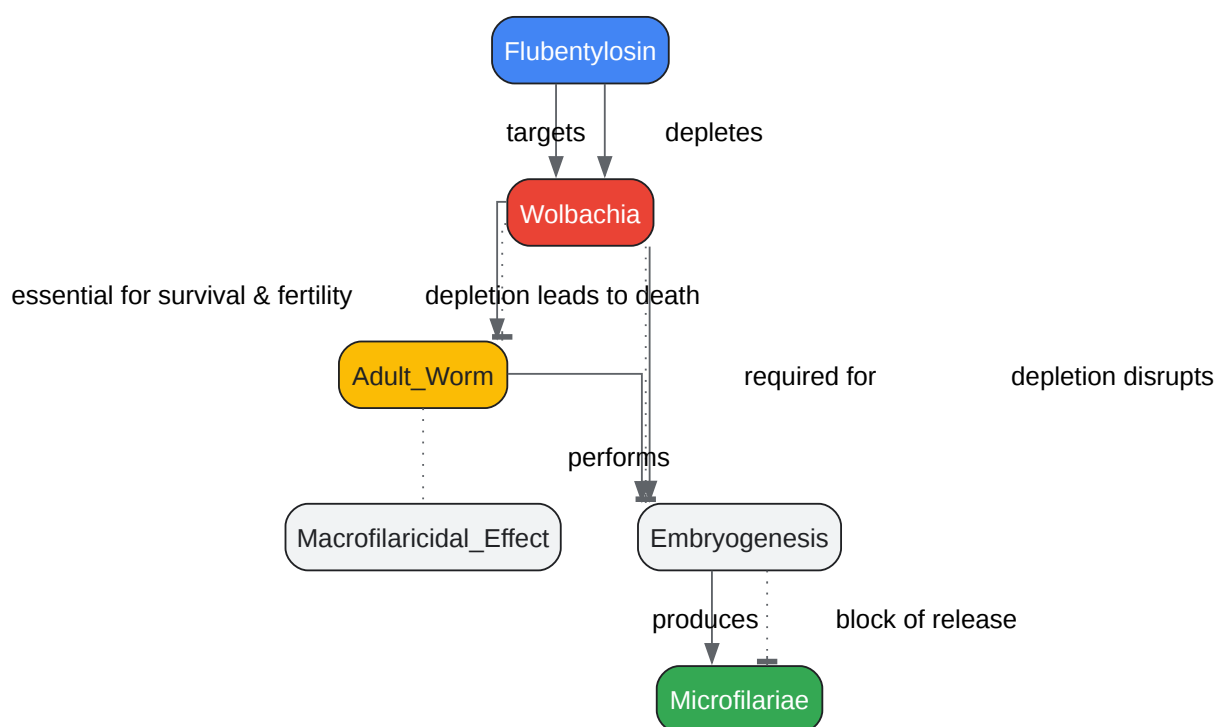 Flubentylosin
targets
depletes
Wolbachia
essential for survival & fertility
depletion leads to death
Adult_Worm
required for
depletion disrupts
performs
Macrofilaricidal_Effect
Embryogenesis
produces
block of release
Microfilariae